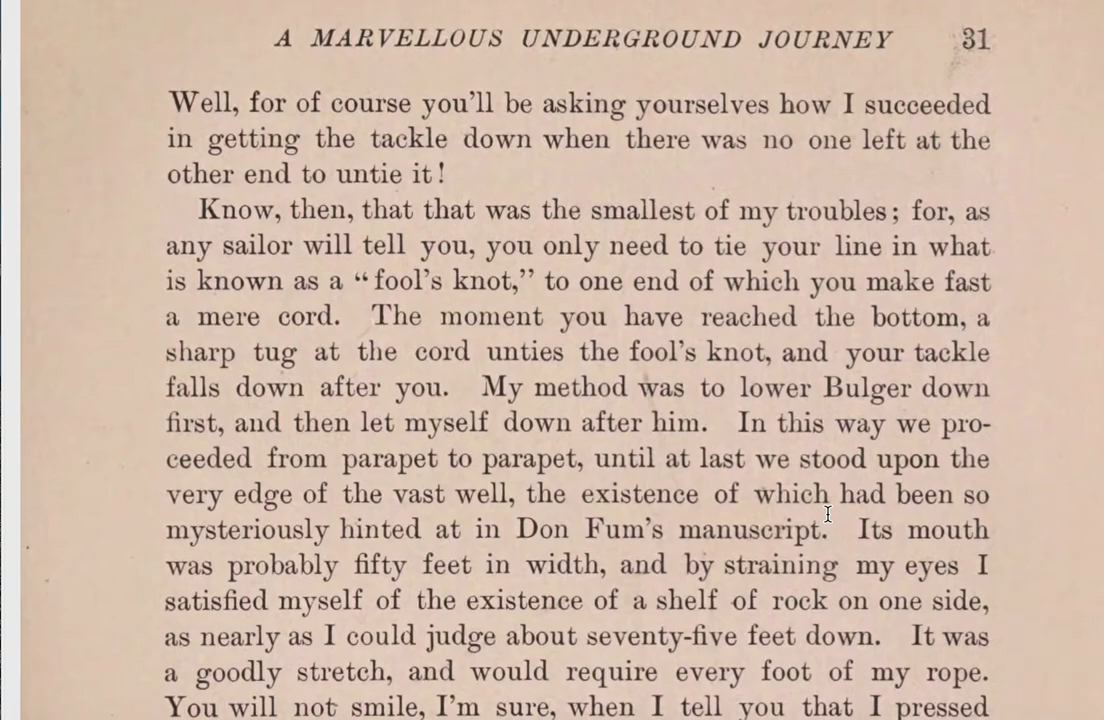 A MARVELLOUS UNDERGROUND JOURNEY 31
Well, for of course you'll be asking yourselves how I succeeded
in getting the tackle down when there was no one left at the
other end to untie it!
Know, then, that that was the smallest of my troubles; for, as
any sailor will tell you, you only need to tie your line in what
is known as a “fool's knot,” to one end of which you make fast
a mere cord. The moment you have reached the bottom, a
sharp tug at the cord unties the fool's knot, and your tackle
falls down after you. My method was to lower Bulger down
first, and then let myself down after him. In this way we pro-
ceeded from parapet to parapet, until at last we stood upon the
very edge of the vast well, the existence of which had been so
mysteriously hinted at in Don Fum's manuscript. Its mouth
was probably fifty feet in width, and by straining my eyes I
satisfied myself of the existence of a shelf of rock on one side,
as nearly as I could judge about seventy-five feet down. It was
a goodly stretch, and would require every foot of my rope.
You will not smile, I'm sure, when I tell you that I pressed